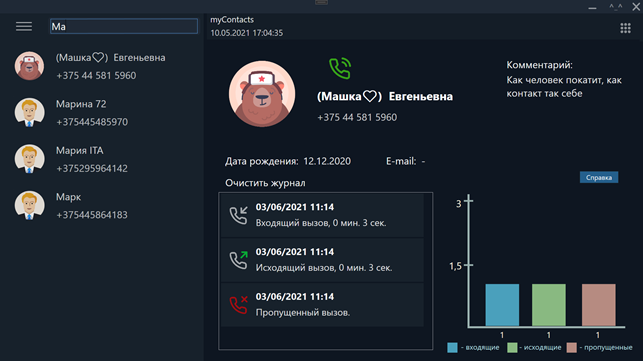 ^_^
myContacts
10.05.2021 17:04:35
Ma
(Машка♡) Евгеньевна
+375 44 581 5960
Марина 72
+375445485970
Мария ITA
+375295964142
Марк
+375445864183
(Машка♡) Евгеньевна
+375 44 581 5960
Комментарий:
Как человек покатит, как
контакт так себе
Дата рождения: 12.12.2020
E-mail: -
Очистить журнал
03/06/2021 11:14
Входящий вызов, 0 мин. 3 сек.
03/06/2021 11:14
Исходящий вызов, 0 мин. 3 сек.
03/06/2021 11:14
Пропущенный вызов.
Справка
3
1,5
1 1 1
- входящие - исходящие - пропущенные